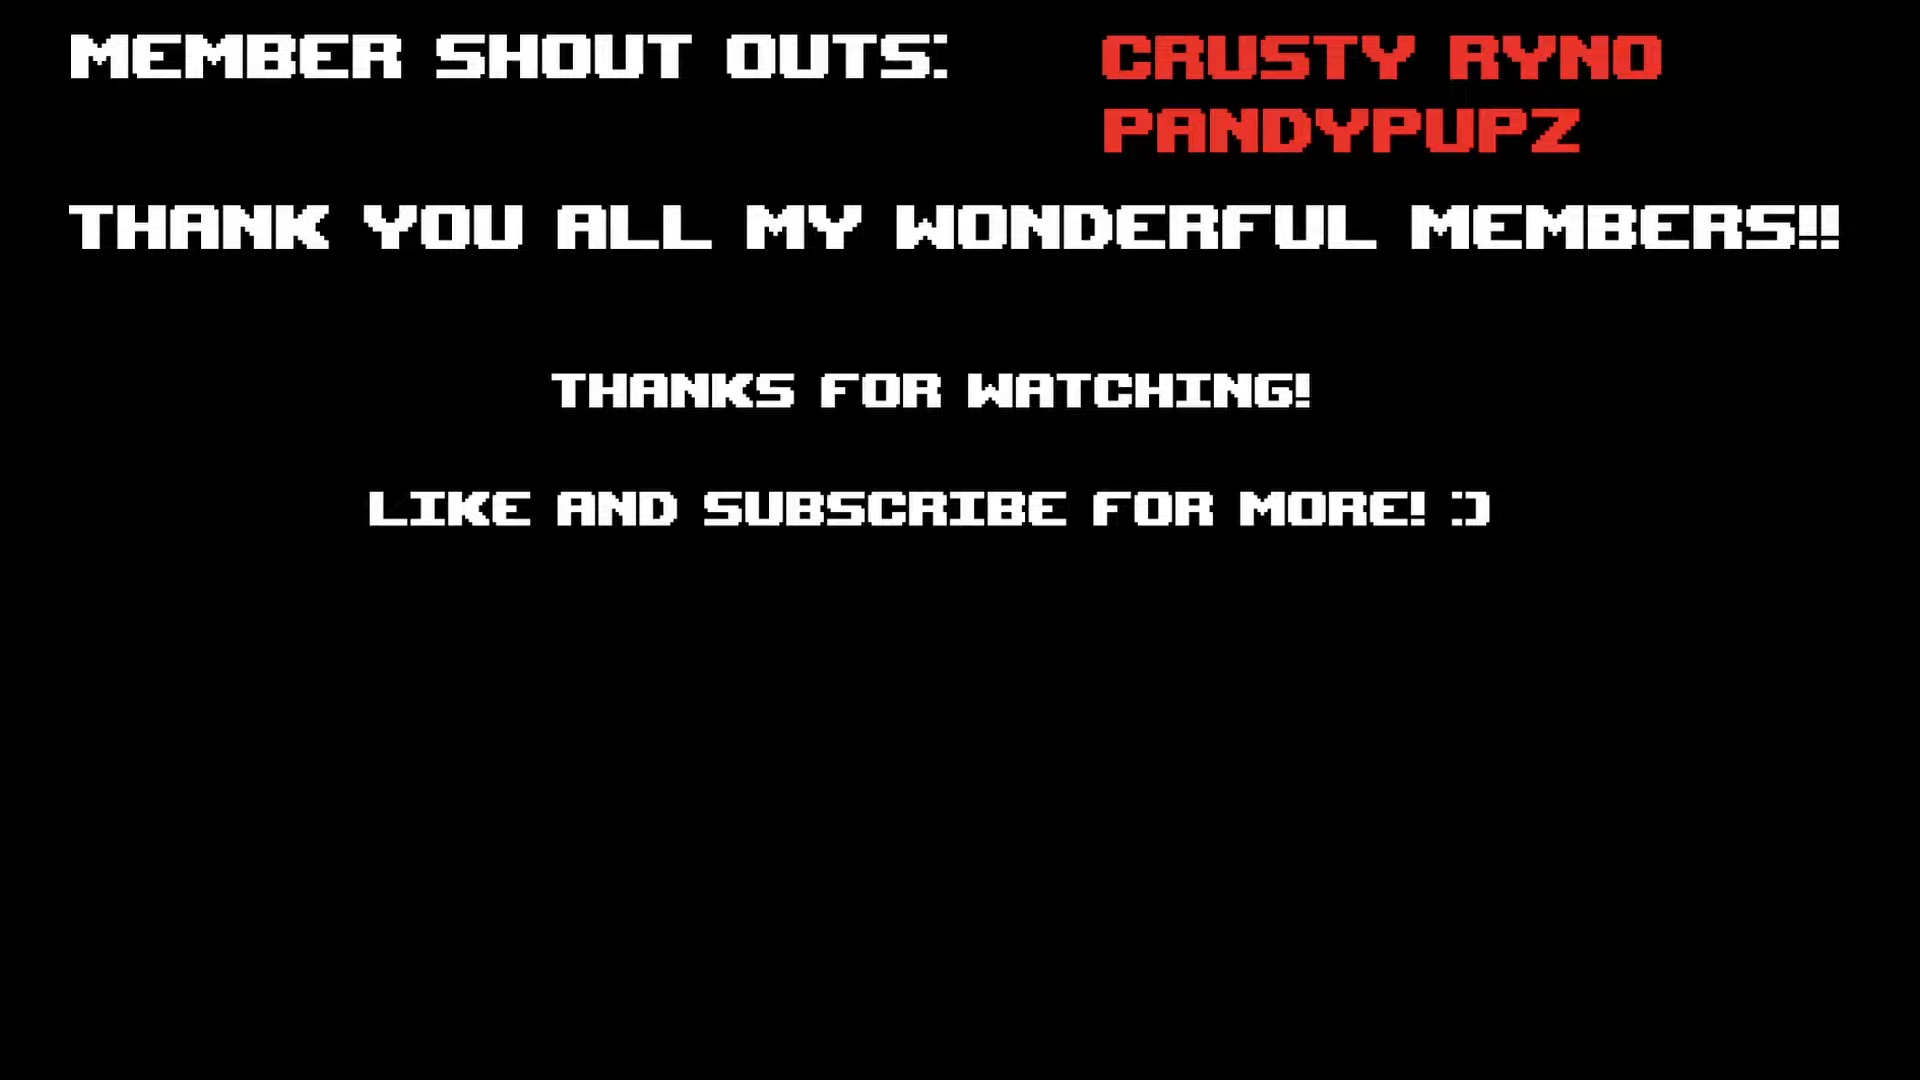 MEMBER SHOUT OUTS: CRUSTY RYNO
PANDYPUPZ
THANK YOU ALL MY WONDERFUL MEMBERS!!
THANKS FOR WATCHING!
LIKE AND SUBSCRIBE FOR MORE! :)